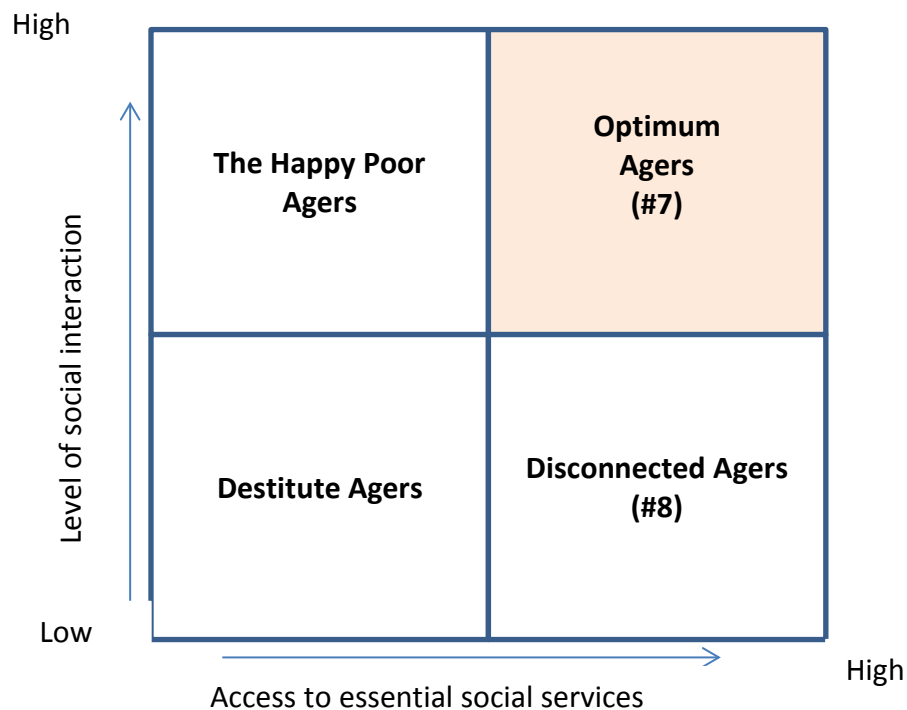 High
The Happy Poor
Agers
Optimum
Agers
(#7)
Level of social interaction
Destitute Agers
Disconnected Agers
(#8)
Low
High
Access to essential social services